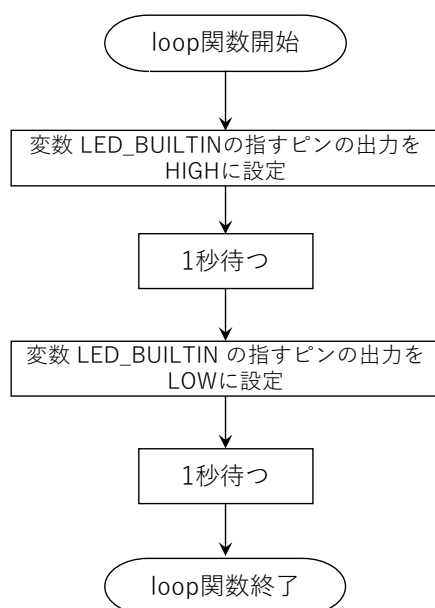 loop関数開始
変数 LED_BUILTINの指すピンの出力を
HIGHに設定
1秒待つ
変数 LED_BUILTIN の指すピンの出力を
LOWに設定
1秒待つ
loop関数終了